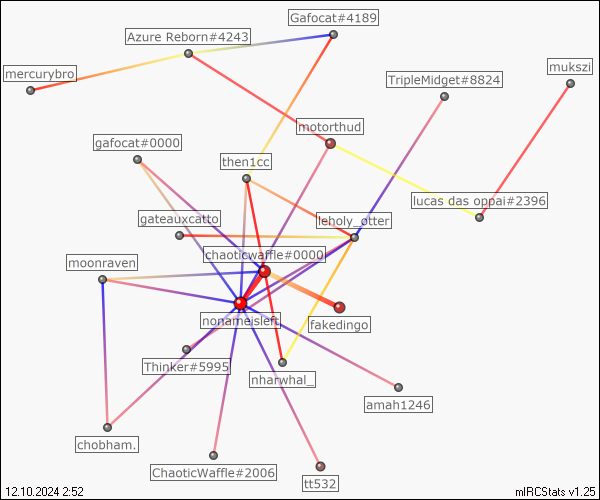 Gafocat#4189
Azure Reborn#4243
mercurybro
mukszi
TripleMidget#8824
motorthud
gafocat#0000
then1cc
lucas das oppai#2396
gateauxcatto
leholy_otter
chaoticwaffle#0000
moonraven
nonameisleft
fakedingo
Thinker#5995
nharwhal_
amah1246
chobham.
ChaoticWaffle#2006
tt532
12.10.2024 2:52
mIRCStats v1.25